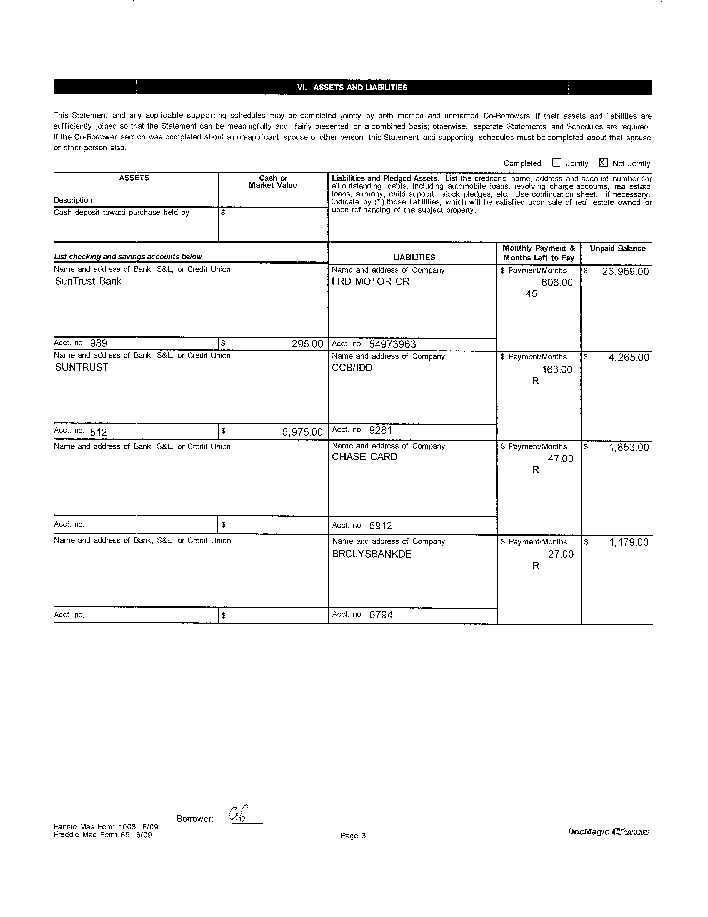 VI. ASSETS AND LIABILITIES
This Statement and any applicable supporting schedules may be completed jointly by both married and unmarried Co-Borrowers if their assets and liabilities are
sufficiently joined so that the Statement can be meaningfully and fairly presented on a combined basis; otherwise, separate Statements and Schedules are required.
If the Co-Borrower section was completed about a non-applicant spouse or other person, this Statement and supporting schedules must be completed about that spouse
or other person also.
Completed Jointly Not Jointly
ASSETS
Cash or
Market Value
Description
Cash deposit toward purchase held by $
Liabilities and Pledged Assets. List the creditor's name, address and account number for
all outstanding debts, including automobile loans, revolving charge accounts, real estate
loans, alimony, child support, stock pledges, etc. Use continuation sheet, if necessary.
Indicate by (*) those liabilities, which will be satisfied upon sale of real estate owned or
upon refinancing of the subject property.
List checking and savings accounts below
LIABILITIES
Monthly Payment &
Months Left to Pay
Unpaid Balance
Name and address of Bank, S&L, or Credit Union
SunTrust Bank
Acct. no. 989 $ 295.00
Name and address of Company
FRD MOTOR CR
Acct. no. 54973963
$ Payment/Months
606.00
45
$ 23,969.00
Name and address of Bank, S&L, or Credit Union
SUNTRUST
Acct. no. 512 $ 5,975.00
Name and address of Company
CCB/IDD
Acct. no. 9281
$ Payment/Months
163.00
R
$ 4,265.00
Name and address of Bank, S&L, or Credit Union
Acct. no. $
Name and address of Company
CHASE CARD
Acct. no. 5912
$ Payment/Months
47.00
R
$ 1,853.00
Name and address of Bank, S&L, or Credit Union
Acct. no. $
Name and address of Company
BRCLYSBANKDE
Acct. no. 6794
$ Payment/Months
27.00
R
$ 1,179.00
Borrower:
Fannie Mae Form 1003 6/09
Freddie Mac Form 65 6/09
Page 3
DocMagic